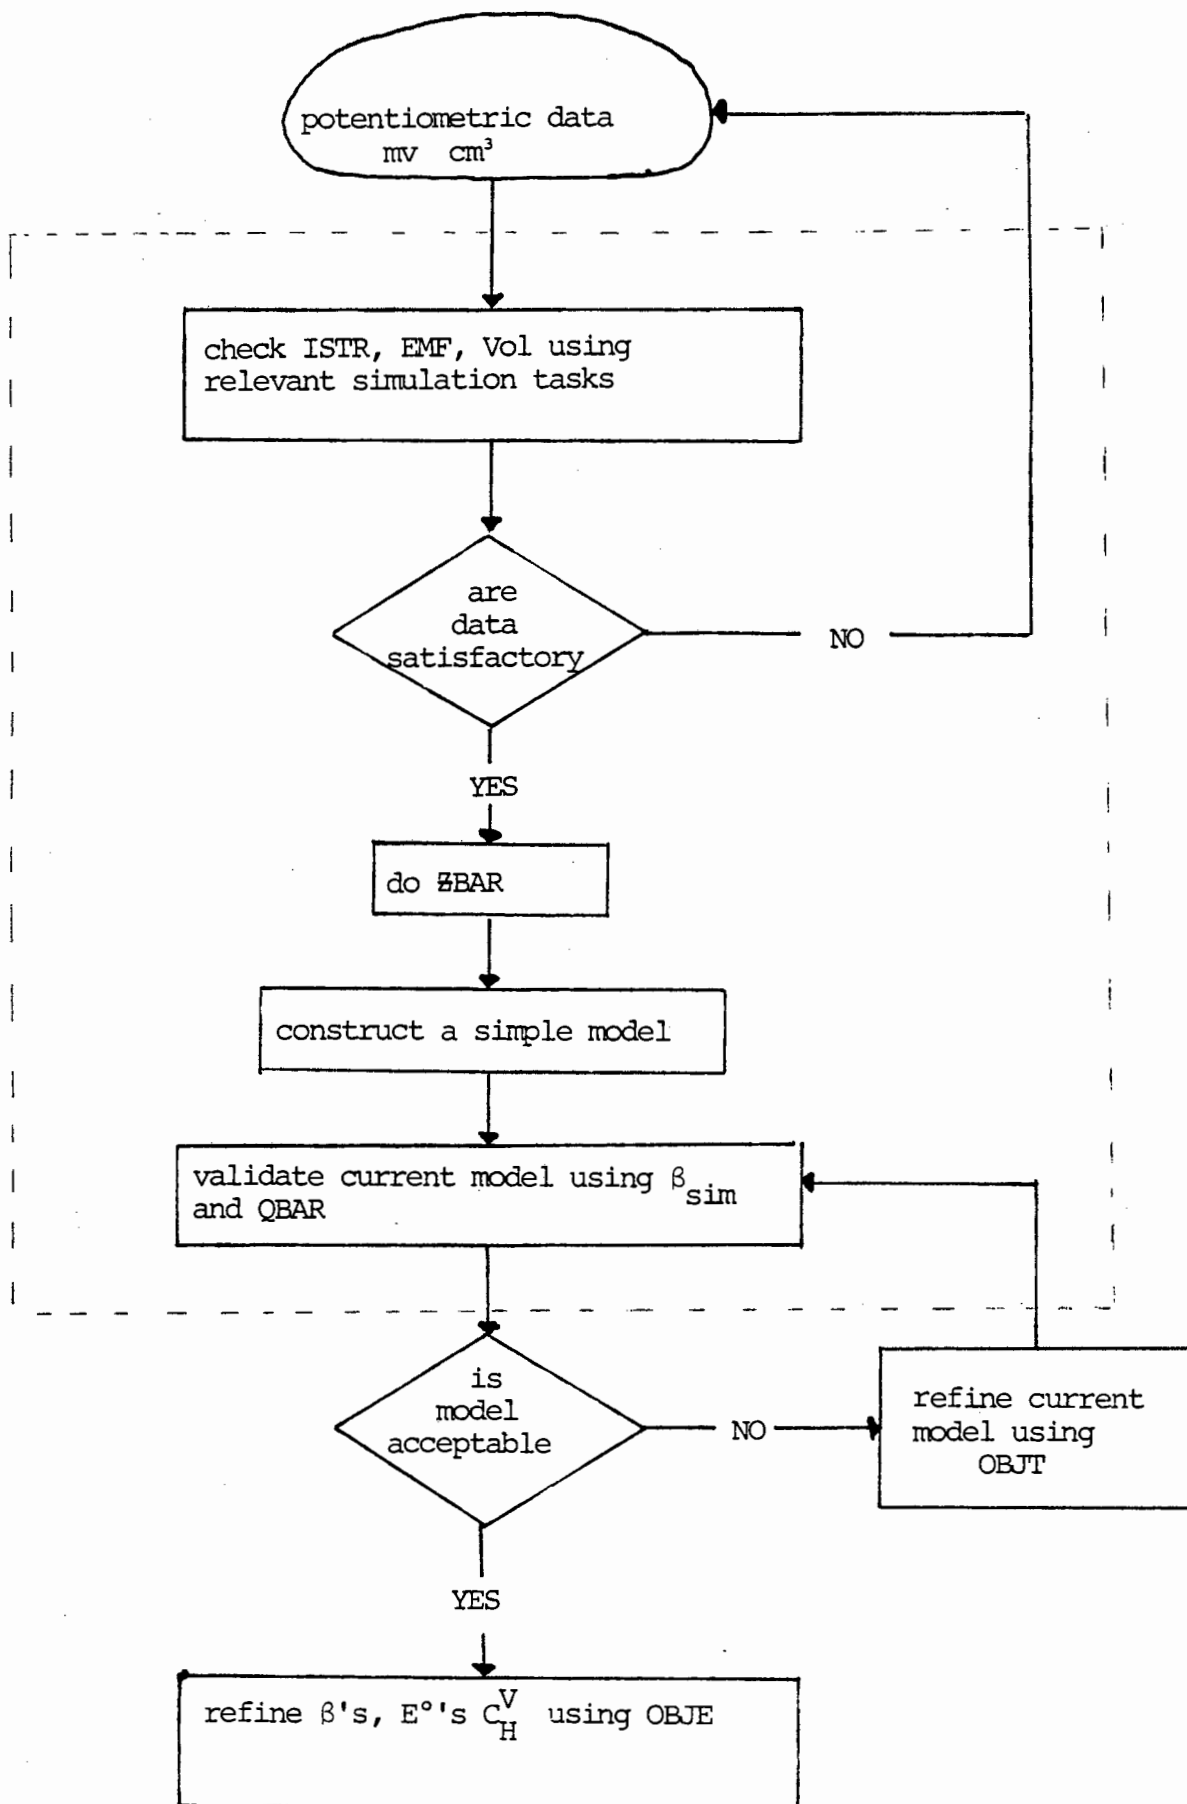 potentiometric data
mv cm³
check ISTR, EMF, Vol using
relevant simulation tasks
are
data
satisfactory
NO
YES
do ZBAR
construct a simple model
validate current model using β_sim
and QBAR
is
model
acceptable
NO
refine current
model using
OBJT
YES
refine β's, E°'s C_H^V using OBJE